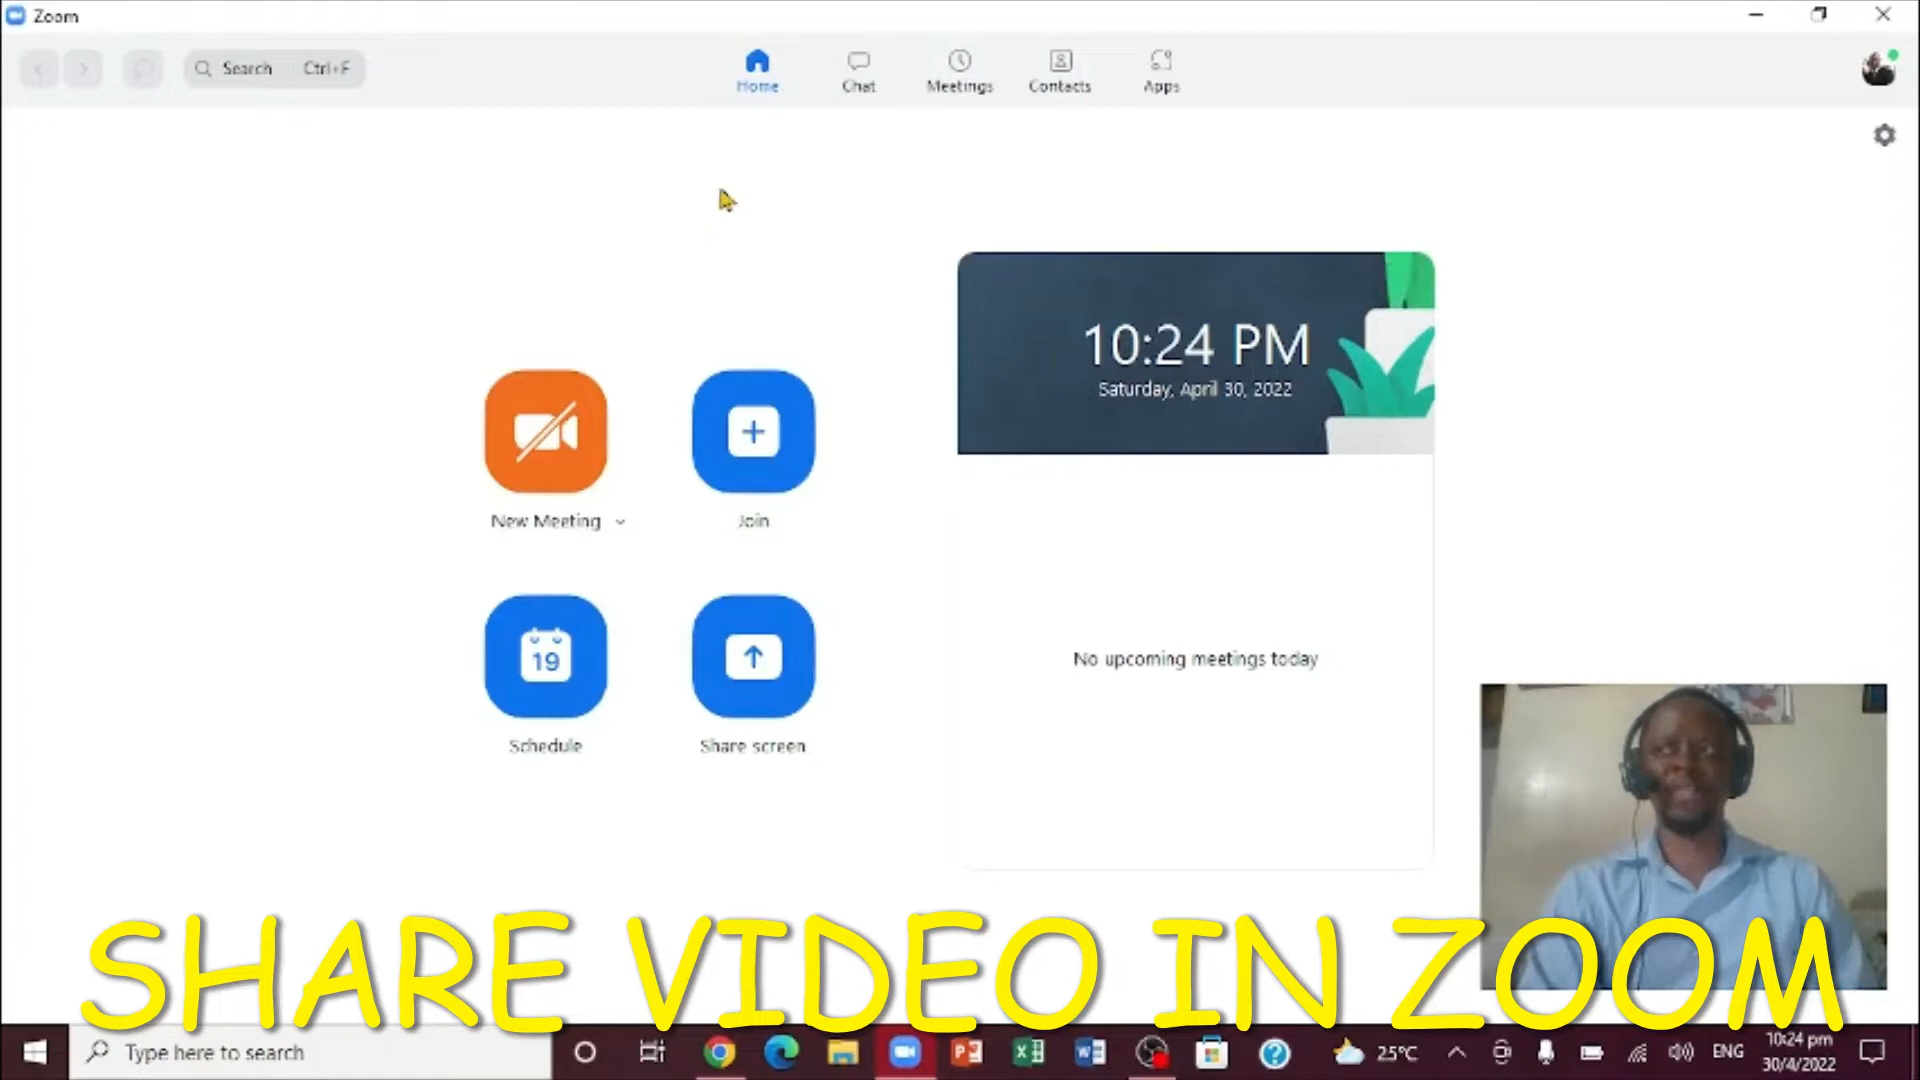 Zoom
Search Ctrl+F
Home
Chat
Meetings
Contacts
Apps
10:24 PM
Saturday, April 30, 2022
New Meeting
Join
19
Schedule
Share screen
No upcoming meetings today
SHARE VIDEO IN ZOOM
Type here to search
25°C
ENG
10:24 pm
30/4/2022